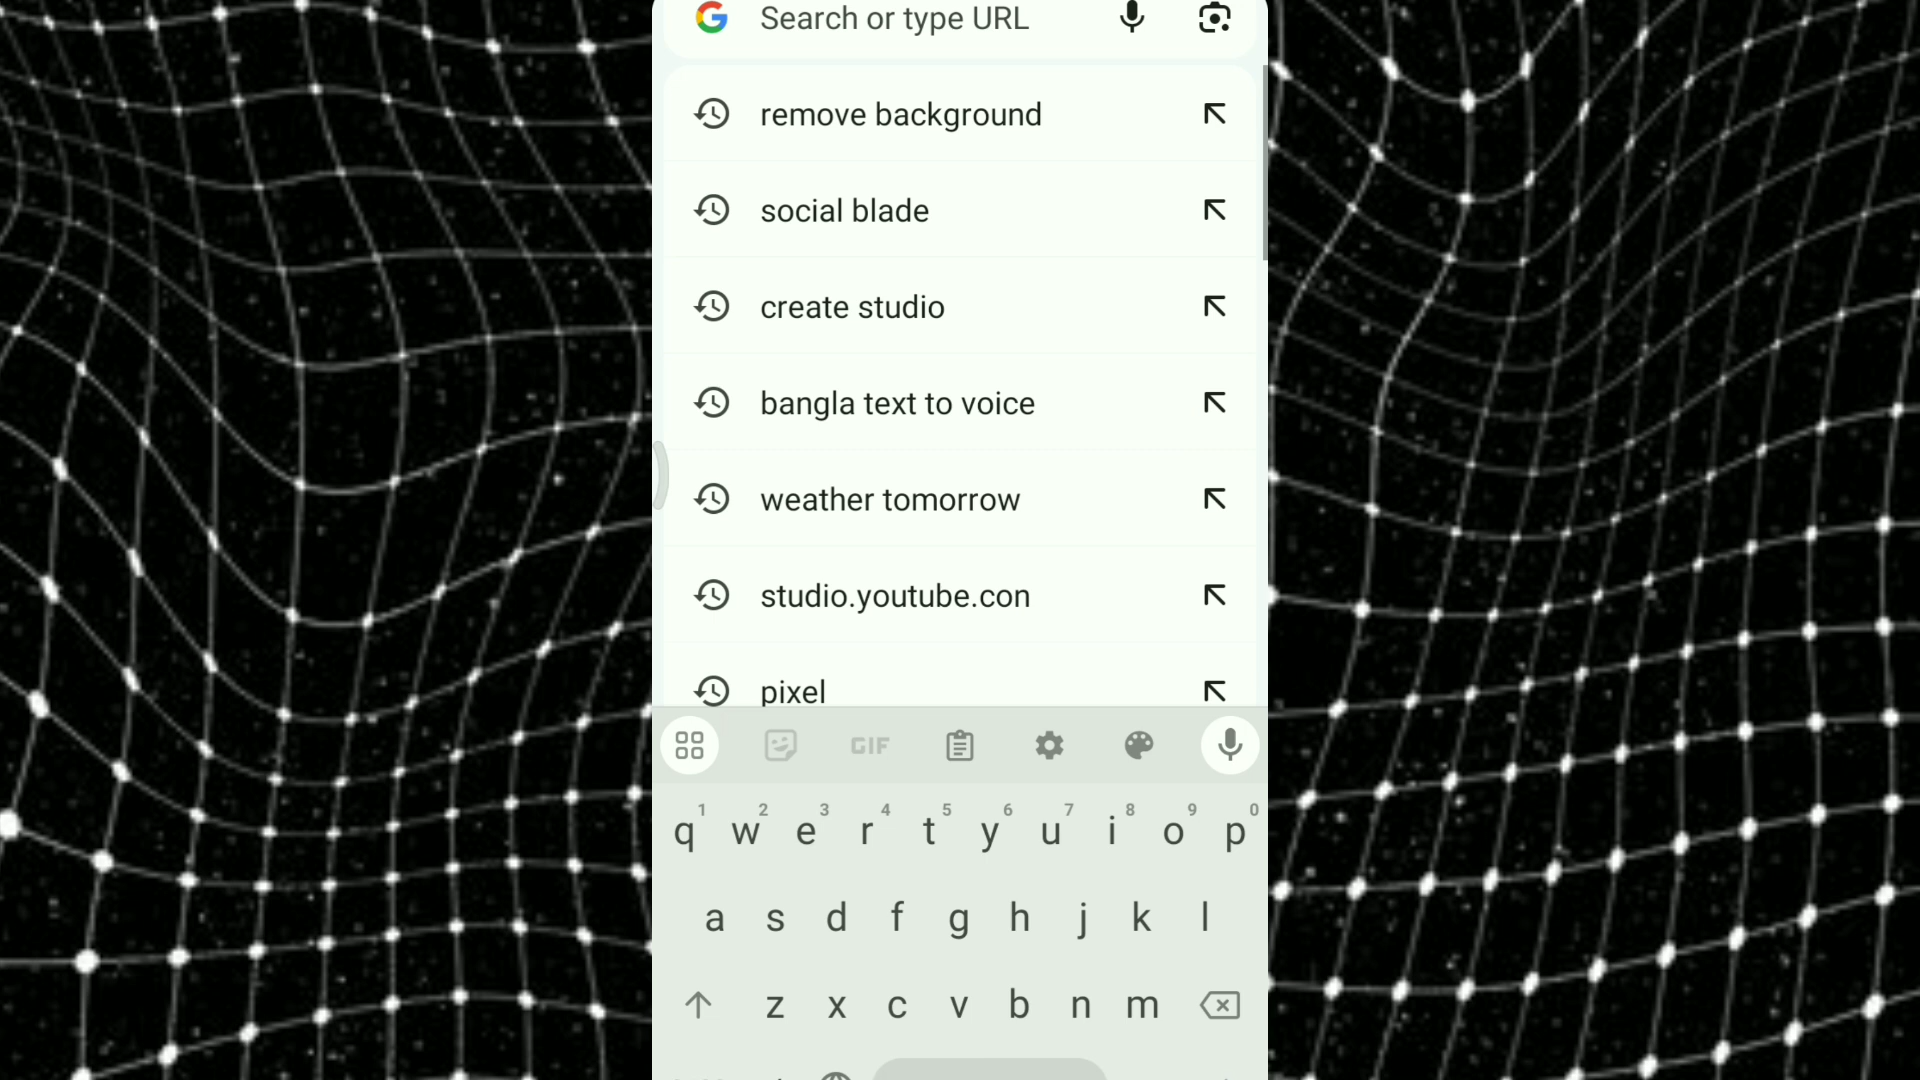 Search or type URL
remove background
social blade
create studio
bangla text to voice
weather tomorrow
studio.youtube.con
pixel
GIF
1 2 3 4 5 6 7 8 9 0
q w e r t y u i o p
a s d f g h j k l
z x c v b n m